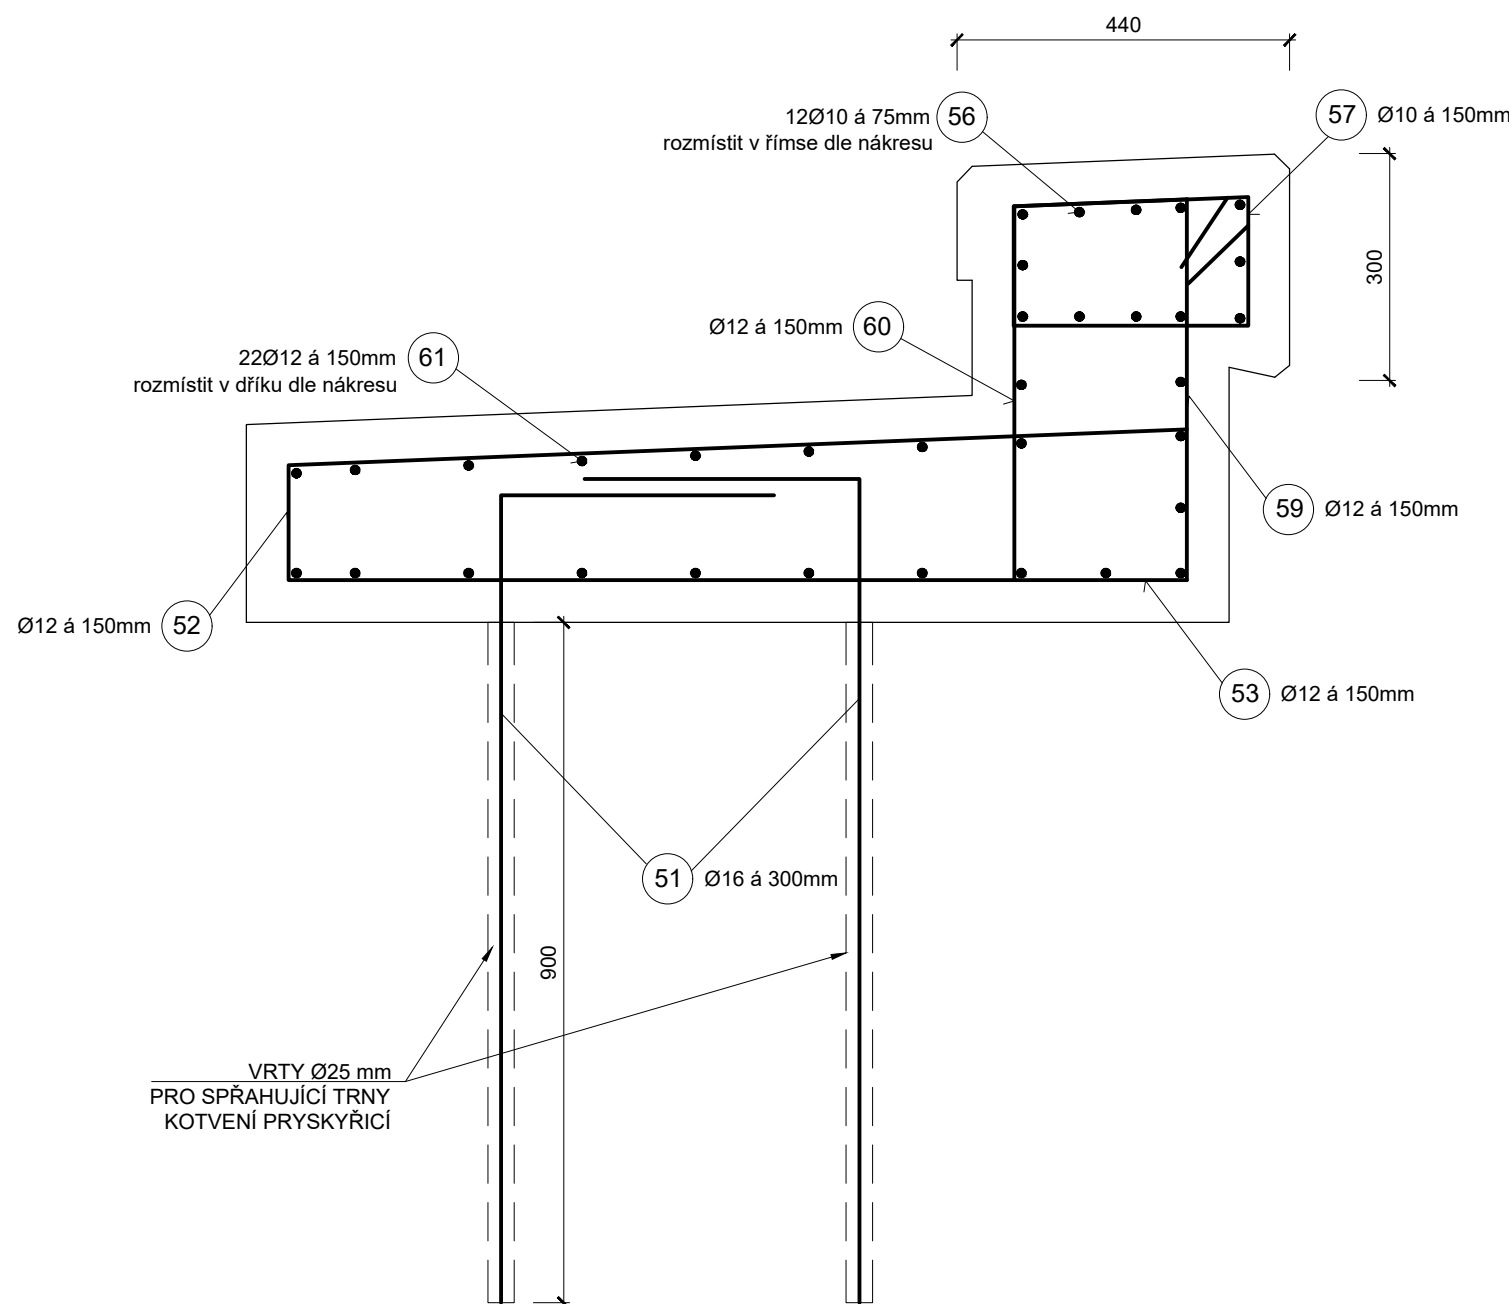 440
12Ø10 á 75mm 56
rozmístit v římse dle nákresu
57 Ø10 á 150mm
300
Ø12 á 150mm 60
22Ø12 á 150mm 61
rozmístit v dříku dle nákresu
59 Ø12 á 150mm
Ø12 á 150mm 52
53 Ø12 á 150mm
51 Ø16 á 300mm
900
VRTY Ø25 mm
PRO SPŘAHUJÍCÍ TRNY
KOTVENÍ PRYSKYŘICÍ